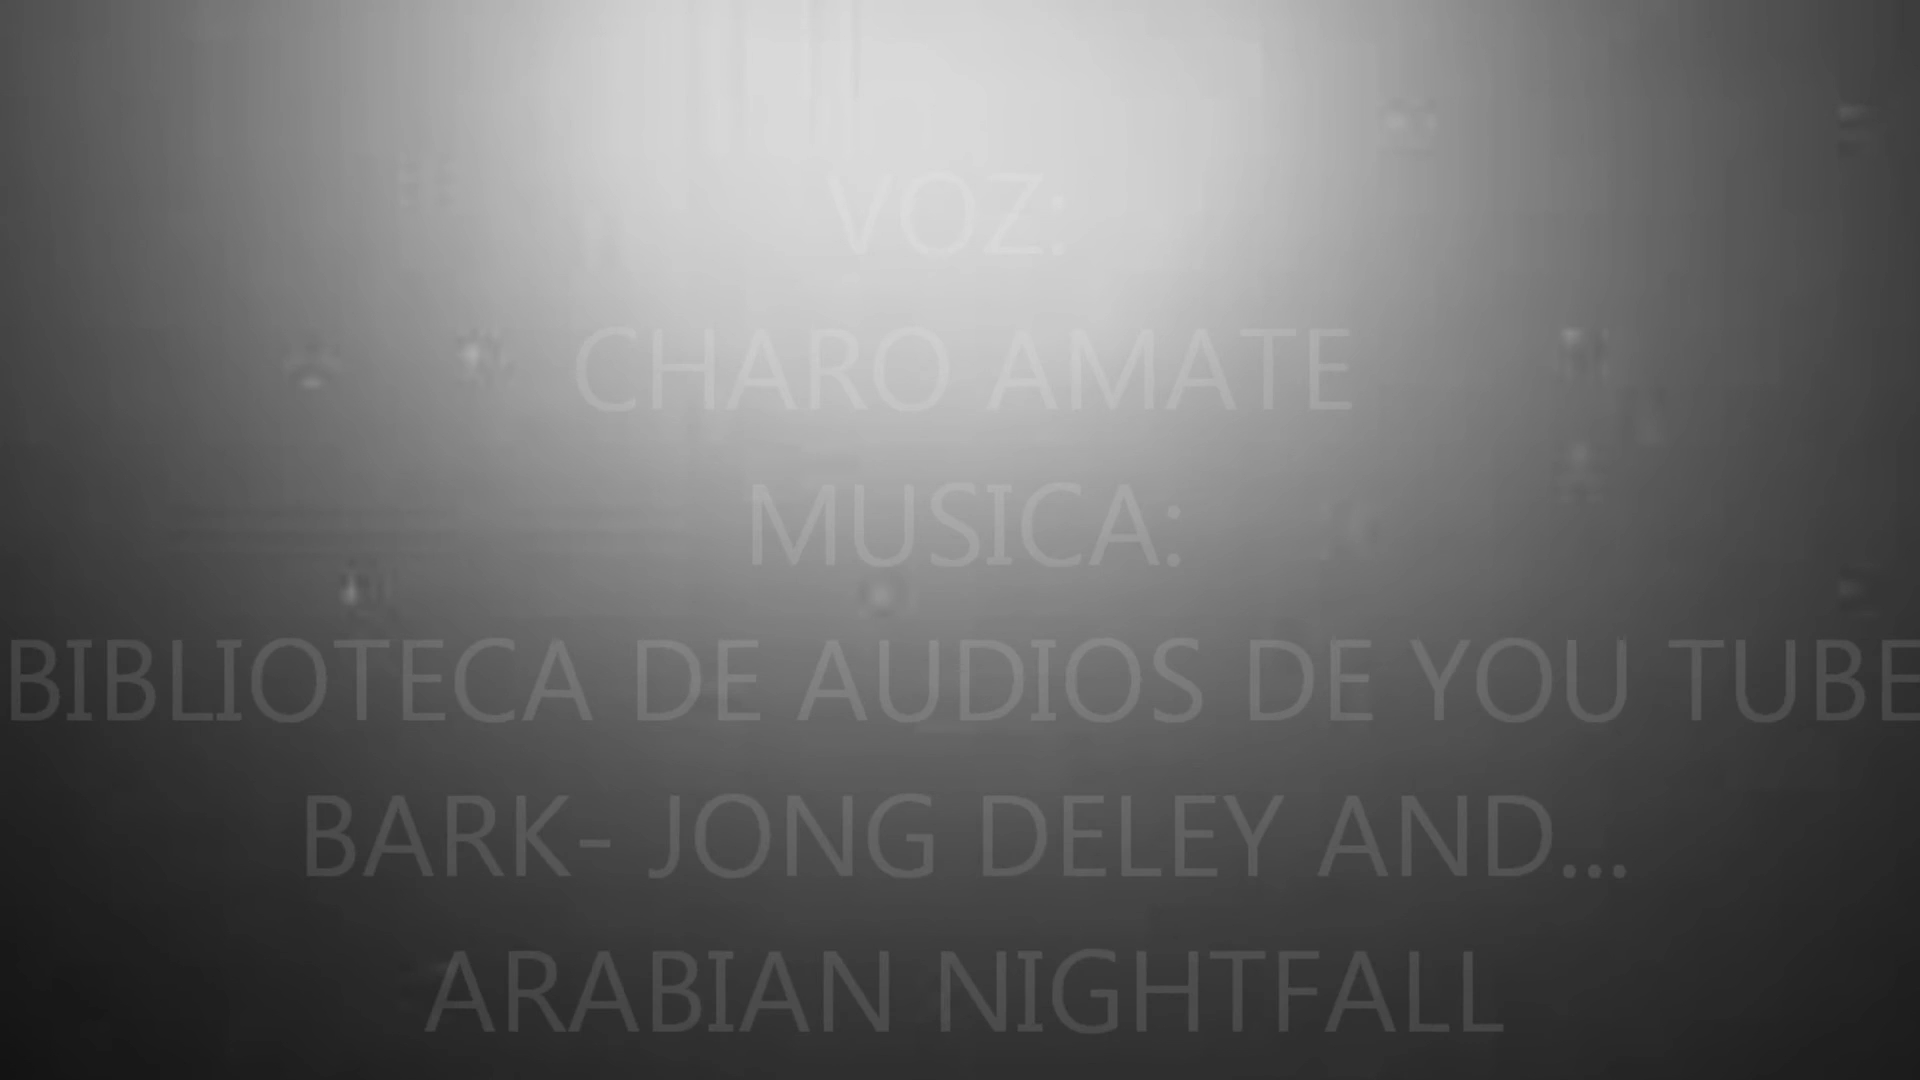 VOZ:
CHARO AMATE
MUSICA:
BIBLIOTECA DE AUDIOS DE YOU TUBE
BARK- JONG DELEY AND...
ARABIAN NIGHTFALL